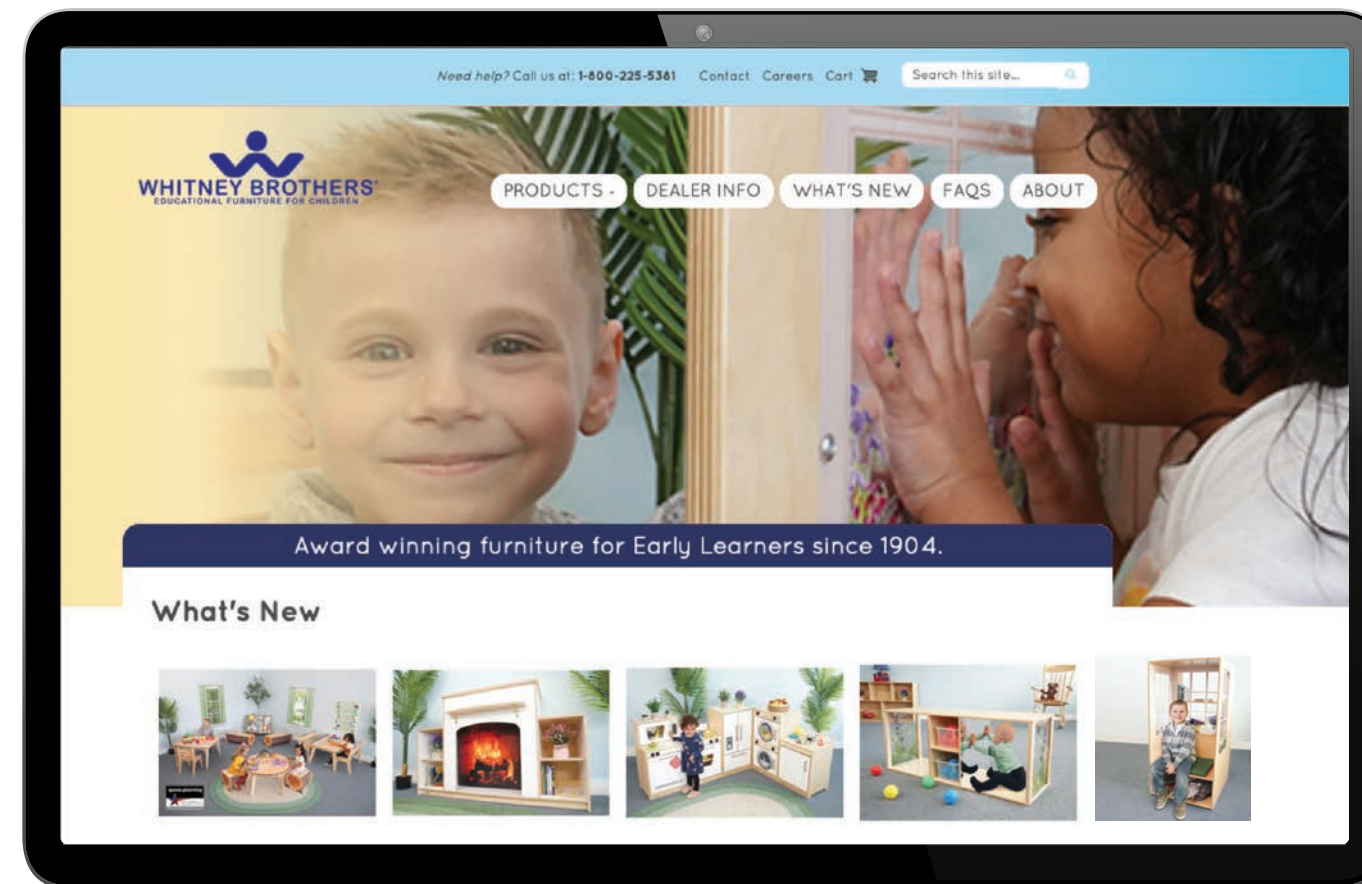 Need help? Call us at: 1-800-225-5381 Contact Careers Cart Search this site...
WHITNEY BROTHERS®
EDUCATIONAL FURNITURE FOR CHILDREN
PRODUCTS DEALER INFO WHAT'S NEW FAQS ABOUT
Award winning furniture for Early Learners since 1904.
What's New